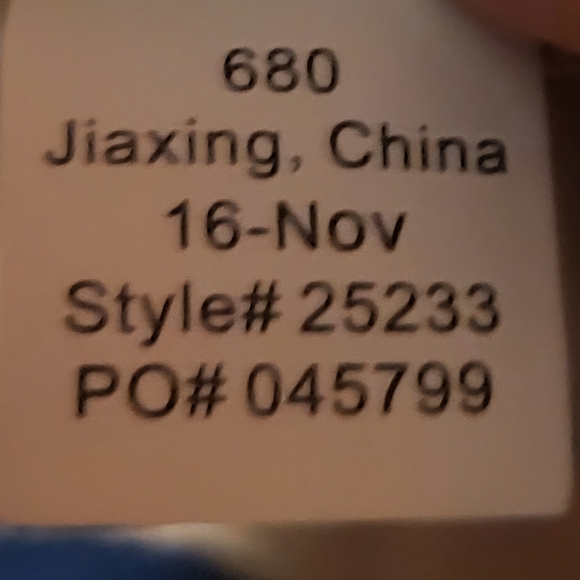 680
Jiaxing, China
16-Nov
Style# 25233
PO# 045799